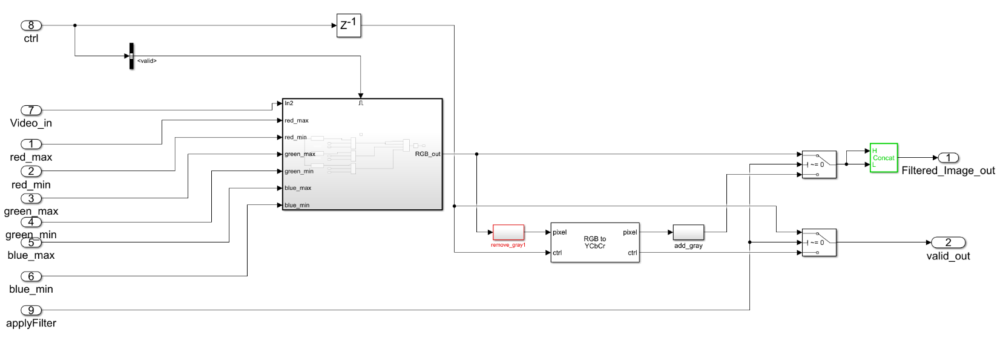 8
ctrl
Z-1
<valid>
7
Video_in
1
red_max
2
red_min
3
green_max
4
green_min
5
blue_max
6
blue_min
9
applyFilter
In2
red_max
red_min
green_max
green_min
blue_max
blue_min
RGB_out
remove_gray1
pixel
ctrl
RGB to
YCbCr
pixel
ctrl
add_gray
~= 0
~= 0
H
Concat
L
1
Filtered_Image_out
2
valid_out